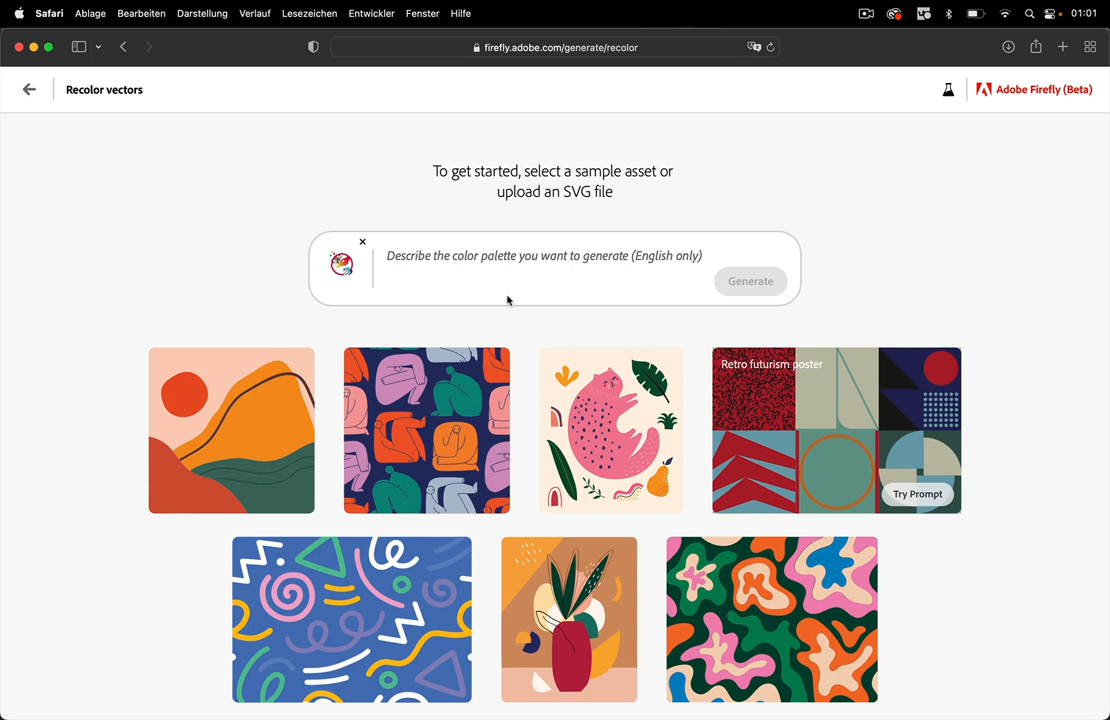 Safari Ablage Bearbeiten Darstellung Verlauf Lesezeichen Entwickler Fenster Hilfe 01:01
firefly.adobe.com/generate/recolor
Recolor vectors
Adobe Firefly (Beta)
To get started, select a sample asset or
upload an SVG file
Describe the color palette you want to generate (English only)
Generate
Retro futurism poster
Try Prompt